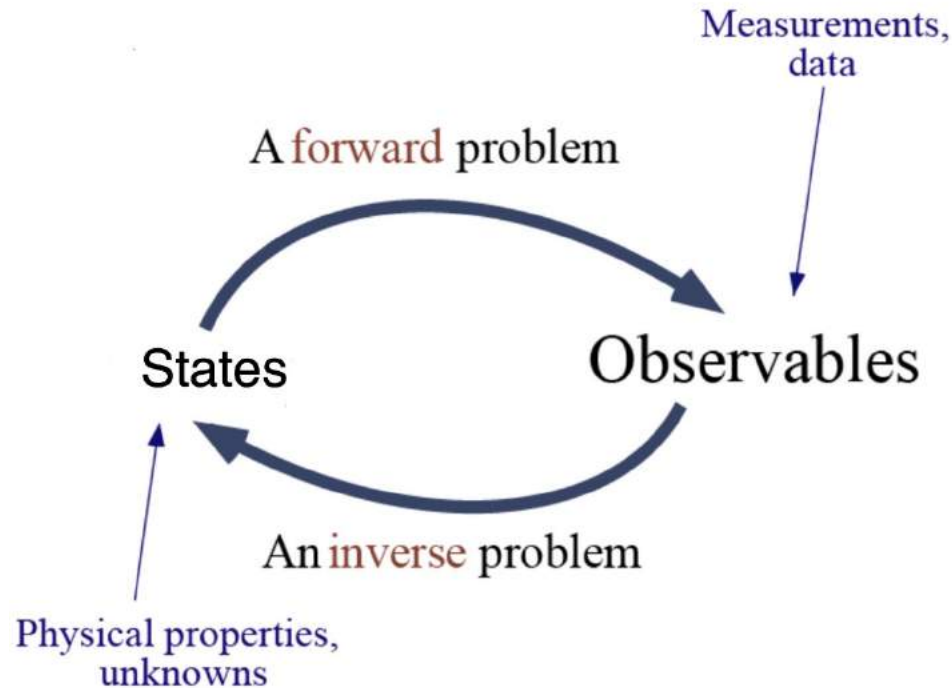 Measurements,
data
A forward problem
States
Observables
An inverse problem
Physical properties,
unknowns